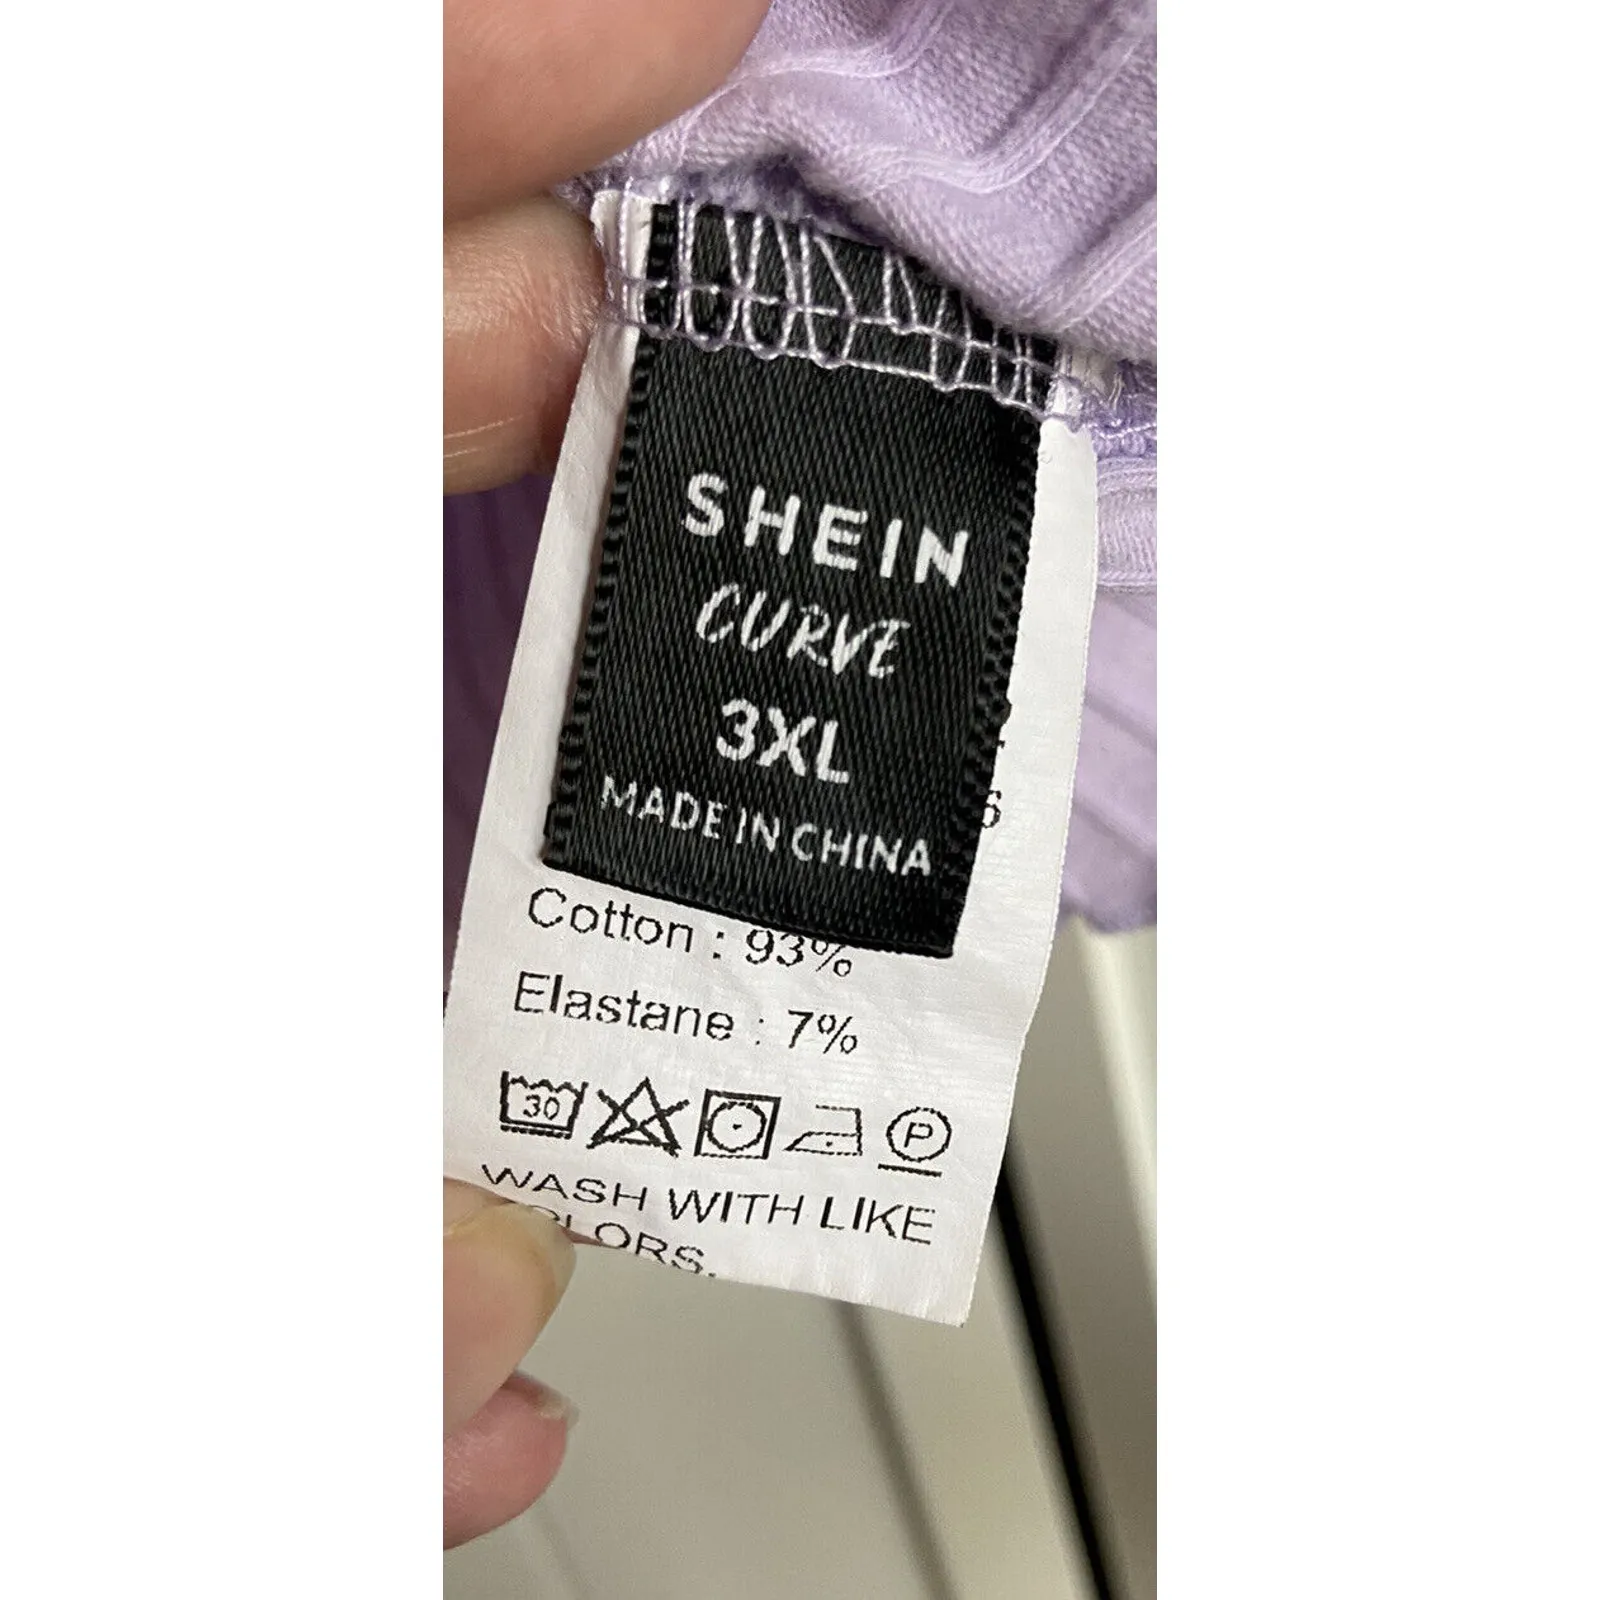 SHEIN
CURVE
3XL
MADE IN CHINA
Cotton : 93%
Elastane : 7%
30
P
WASH WITH LIKE